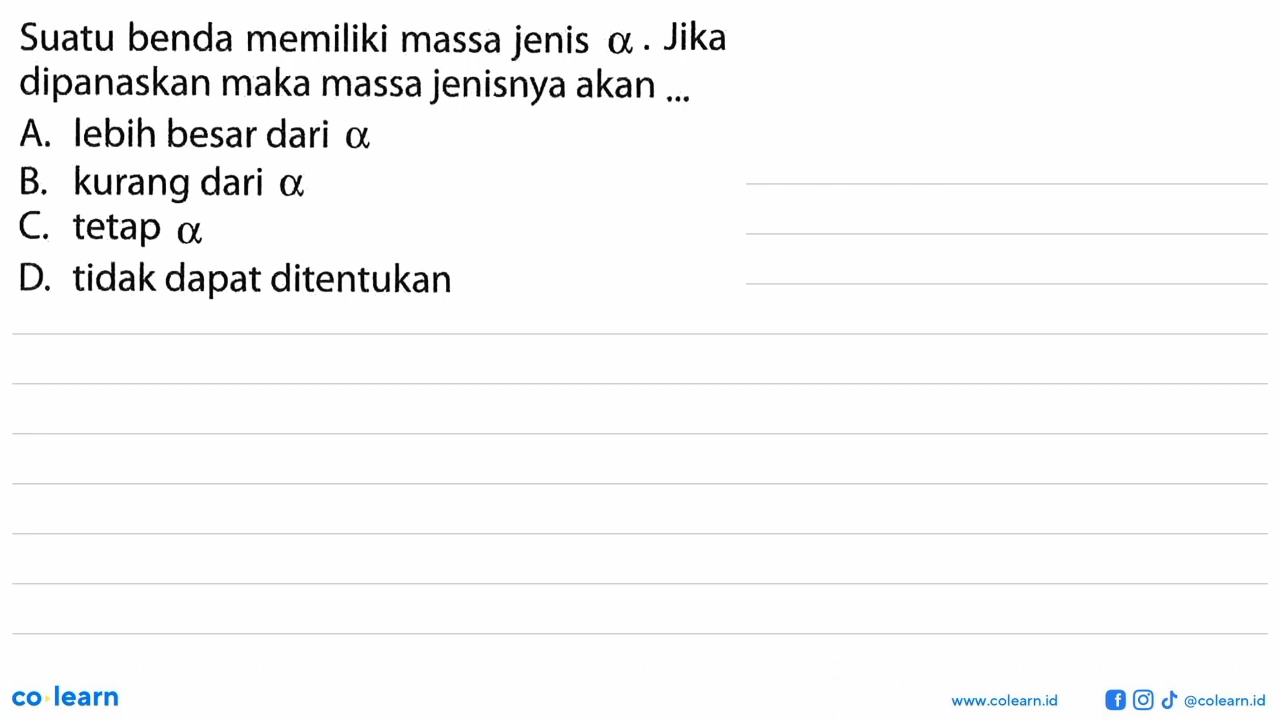 Suatu benda memiliki massa jenis α. Jika
dipanaskan maka massa jenisnya akan ...
A. lebih besar dari α
B. kurang dari α
C. tetap α
D. tidak dapat ditentukan
co learn
www.colearn.id
@colearn.id